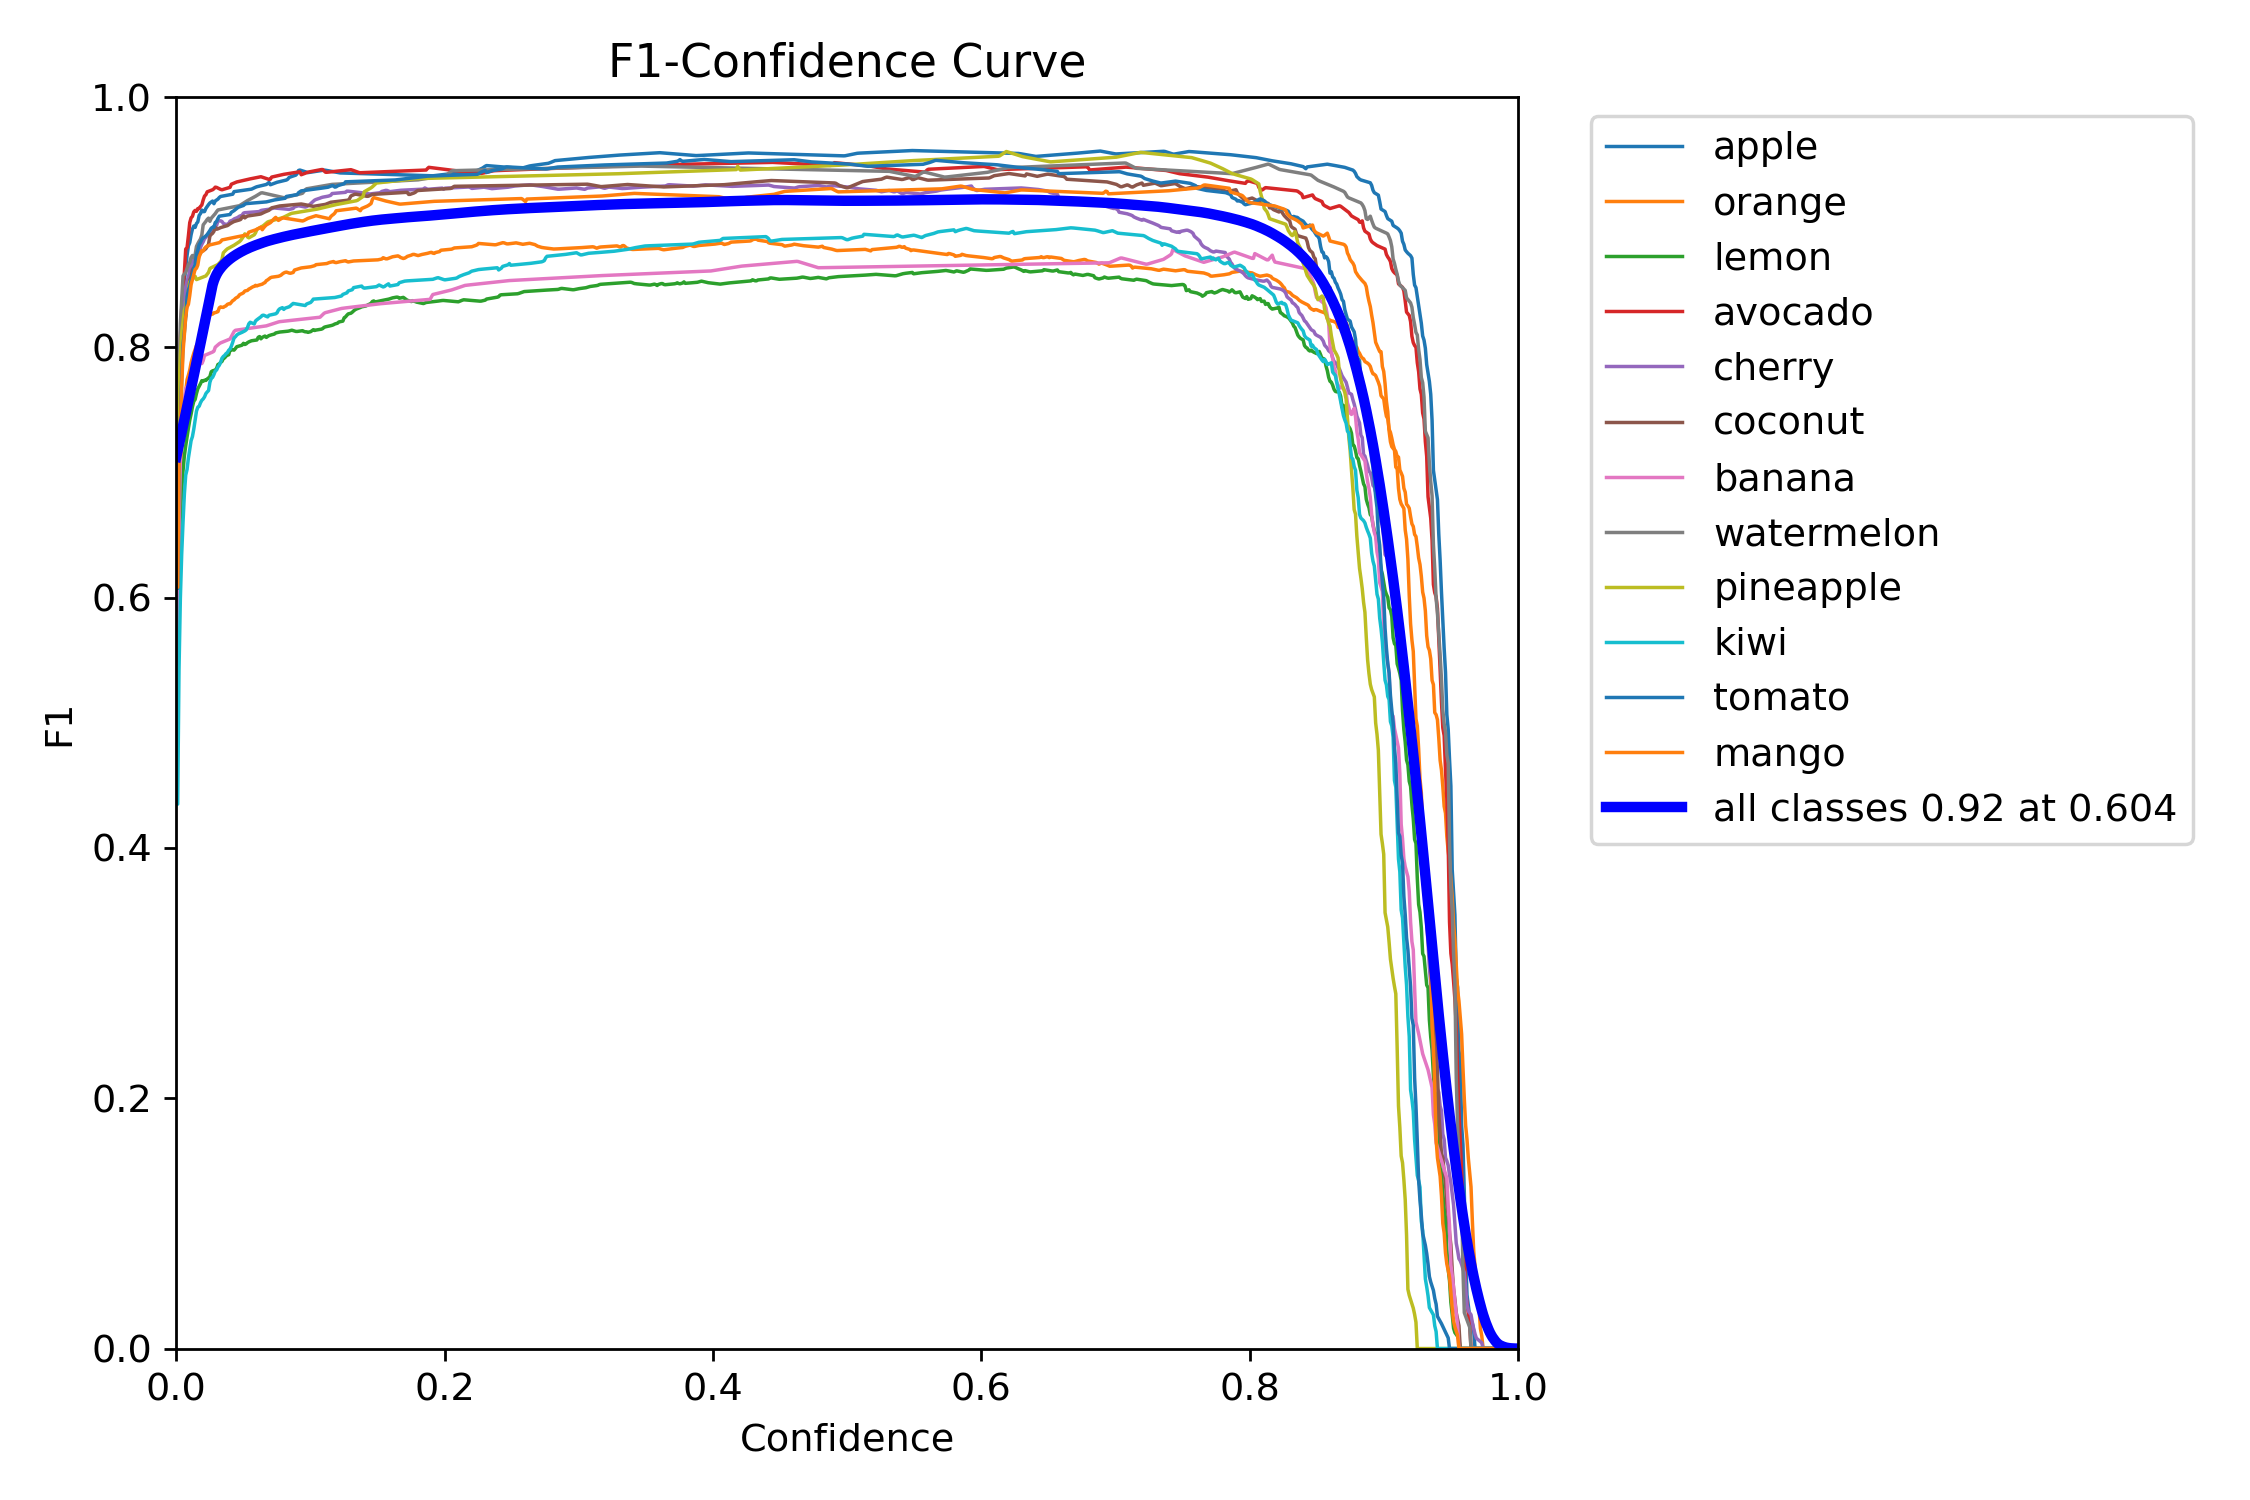 F1-Confidence Curve
1.0
0.8
0.6
0.4
0.2
0.0
F1
0.0 0.2 0.4 0.6 0.8 1.0
Confidence
apple
orange
lemon
avocado
cherry
coconut
banana
watermelon
pineapple
kiwi
tomato
mango
all classes 0.92 at 0.604